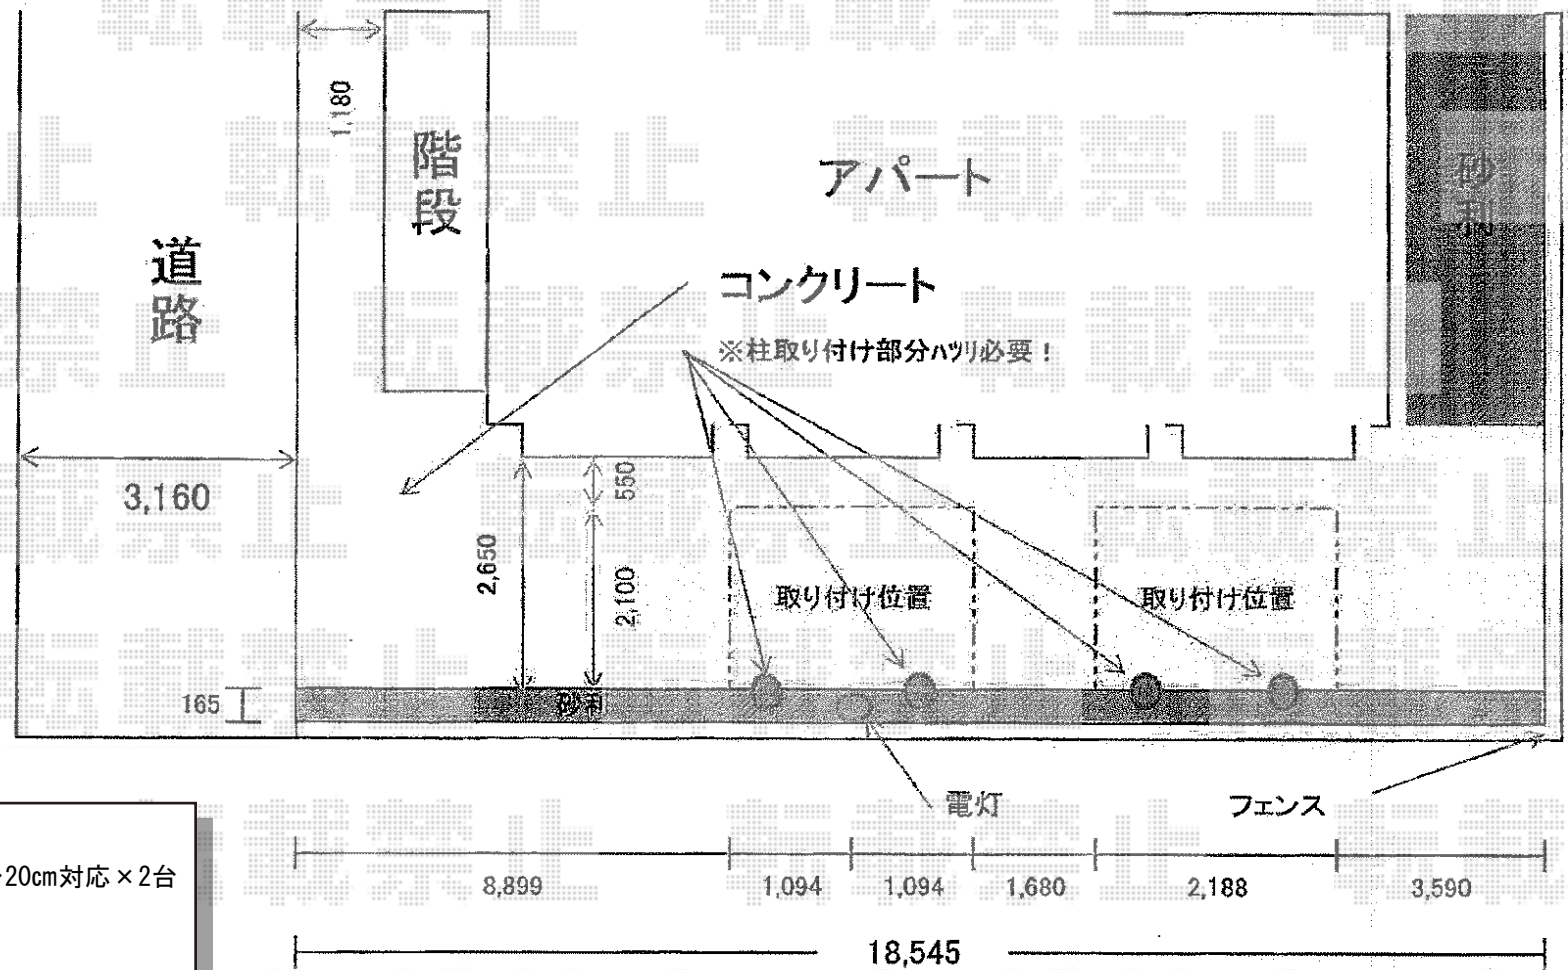 1,180
階段
アパート
砂利
道路
コンクリート
※柱取り付け部分ハツリ必要！
3,160
550
2,650
2,100
取り付け位置
取り付け位置
165
砂利
電灯
フェンス
20cm対応×2台
8,899
1,094
1,094
1,680
2,188
3,590
18,545
転載禁止